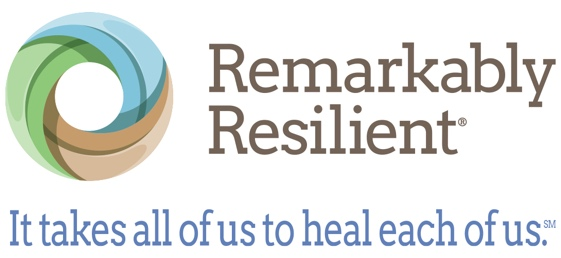 Remarkably
Resilient®
It takes all of us to heal each of us.℠